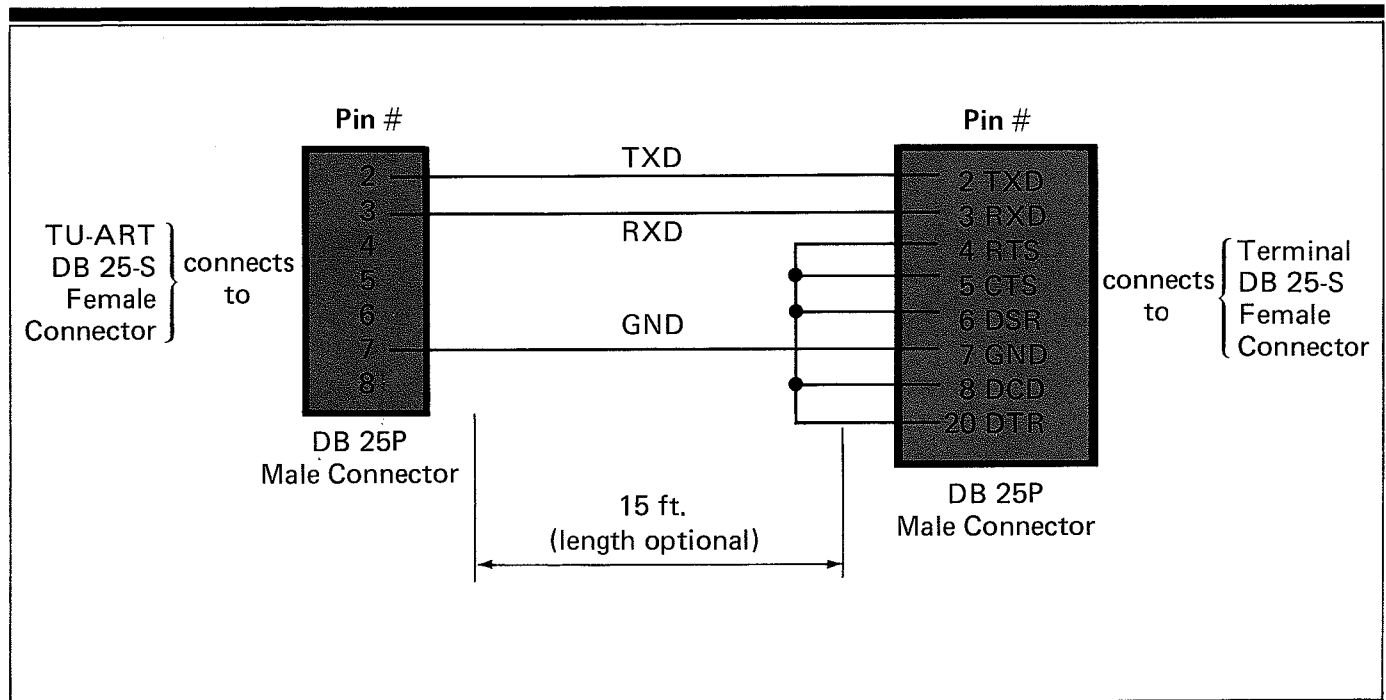 Pin #
Pin #
TXD
2
2 TXD
3
3 RXD
RXD
4
4 RTS
TU-ART
DB 25-S
Female
Connector
connects
to
5
5 CTS
connects
to
Terminal
DB 25-S
Female
Connector
6
6 DSR
GND
7
7 GND
8
8 DCD
20 DTR
DB 25P
Male Connector
DB 25P
Male Connector
15 ft.
(length optional)